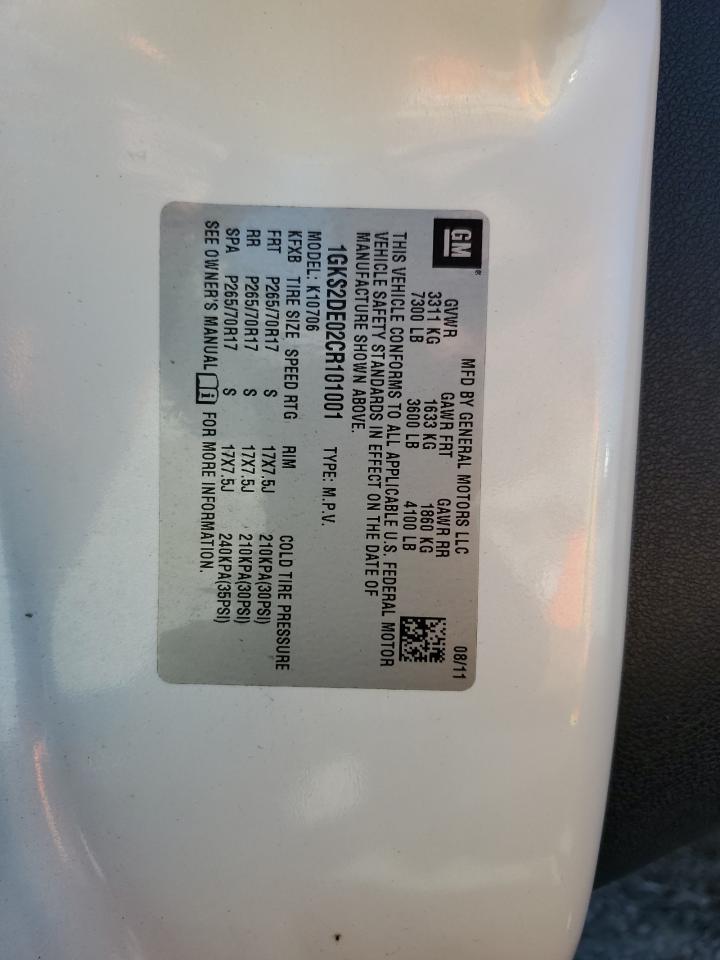 GM®
MFD BY GENERAL MOTORS LLC 08/11
GVWR GAWR FRT GAWR RR
3311 KG 1633 KG 1860 KG
7300 LB 3600 LB 4100 LB
THIS VEHICLE CONFORMS TO ALL APPLICABLE U.S. FEDERAL MOTOR
VEHICLE SAFETY STANDARDS IN EFFECT ON THE DATE OF
MANUFACTURE SHOWN ABOVE.
1GKS2DE02CR101001 TYPE: M.P.V.
MODEL: K10706
KFXB TIRE SIZE SPEED RTG RIM COLD TIRE PRESSURE
FRT P265/70R17 S 17X7.5J 210KPA(30PSI)
RR P265/70R17 S 17X7.5J 210KPA(30PSI)
SPA P265/70R17 S 17X7.5J 240KPA(35PSI)
SEE OWNER'S MANUAL i FOR MORE INFORMATION.